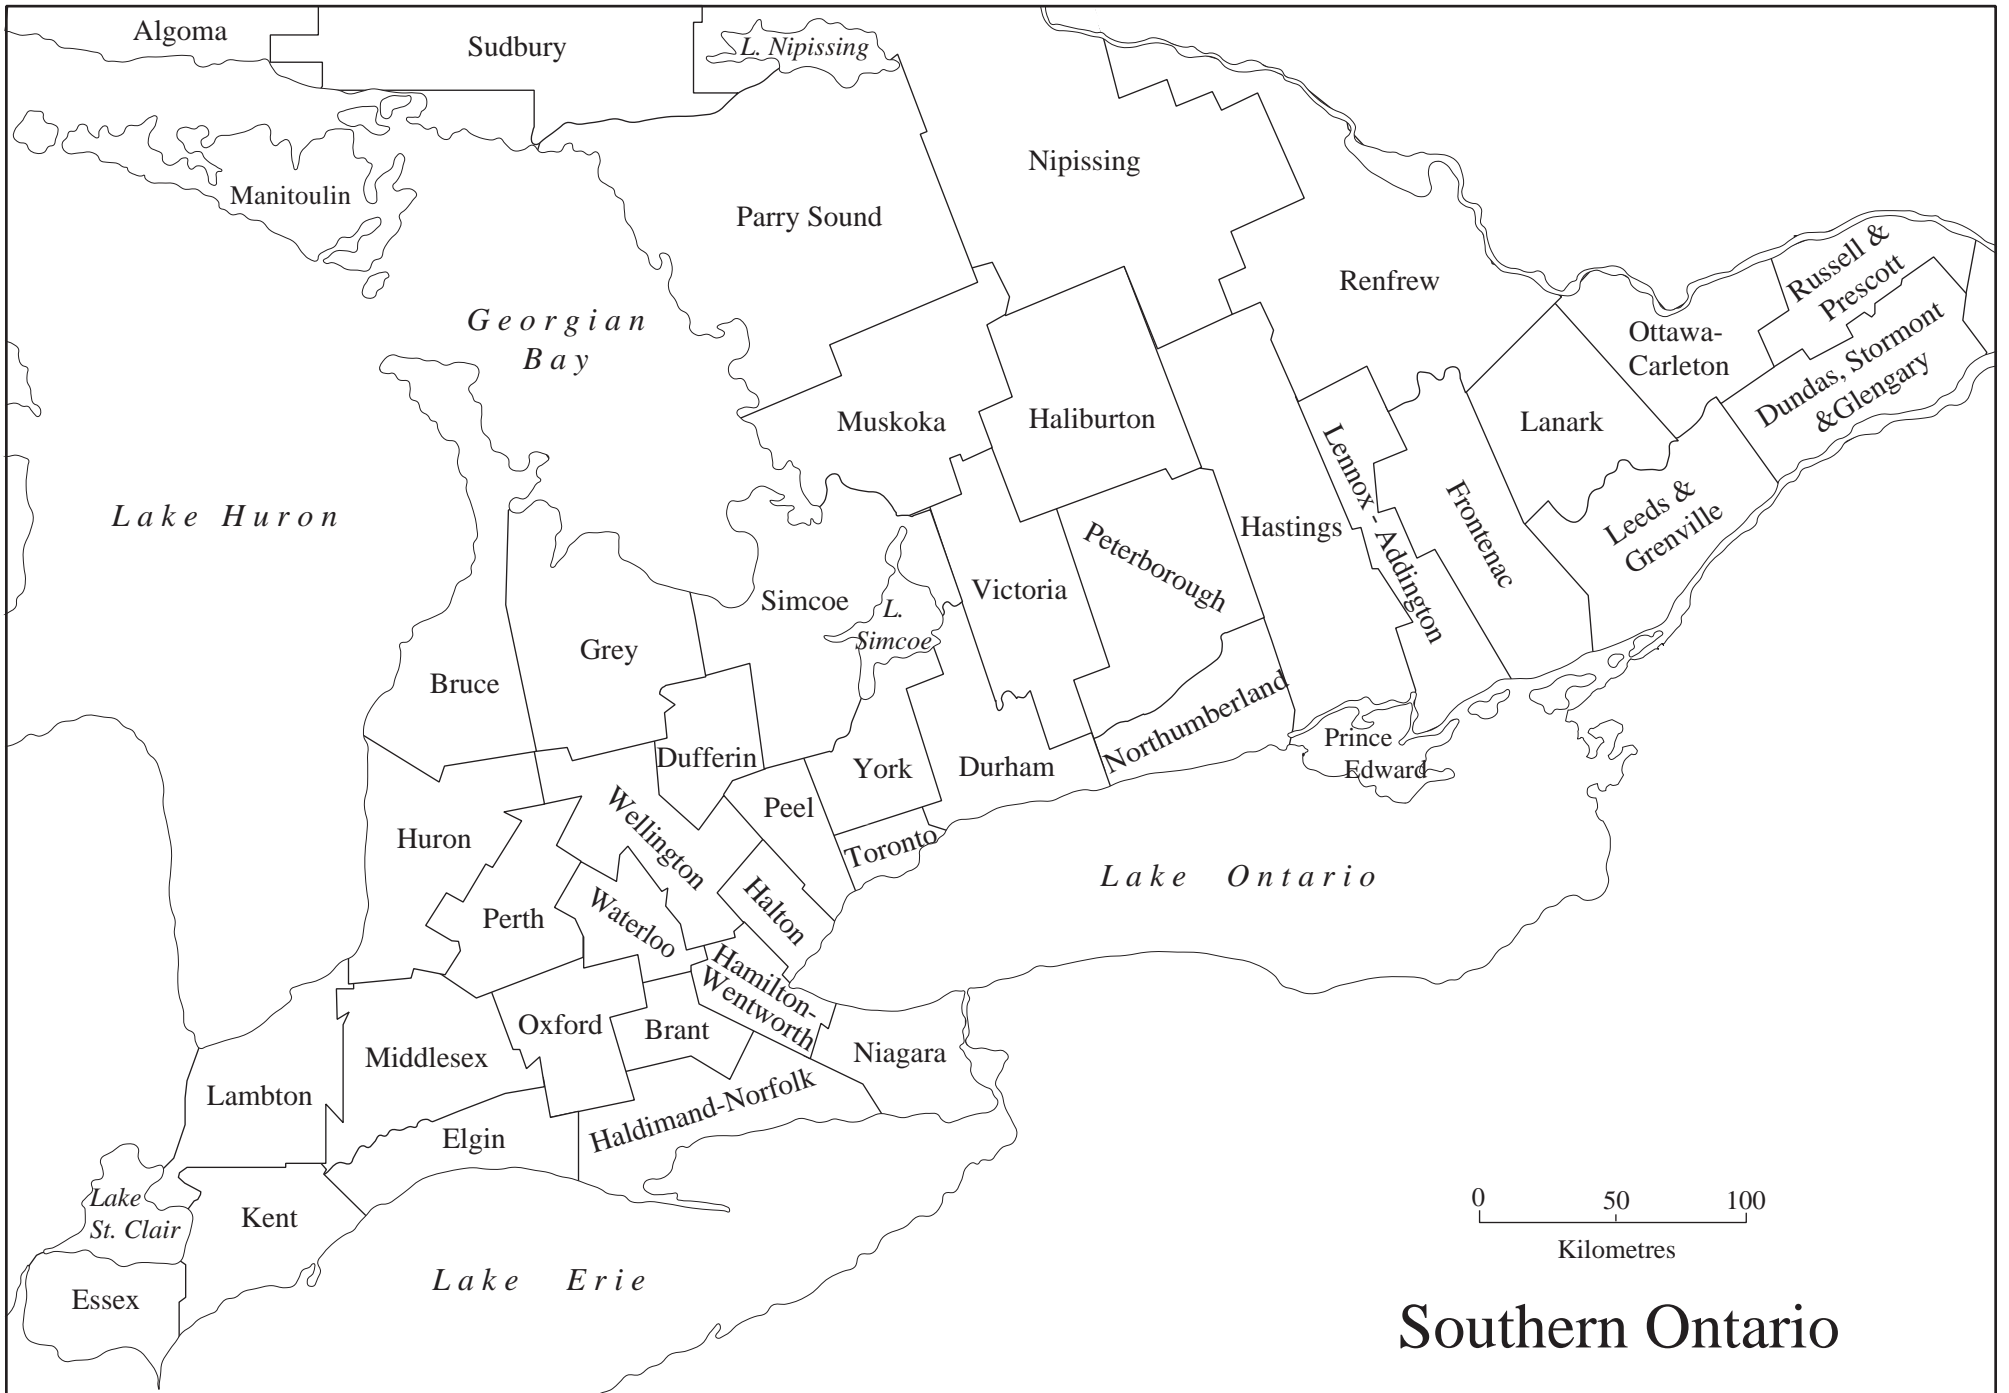 Algoma
Sudbury
L. Nipissing
Nipissing
Manitoulin
Parry Sound
Renfrew
Russell &
Prescott
Georgian
Bay
Ottawa-
Carleton
Dundas, Stormont
&Glengary
Muskoka
Haliburton
Lanark
Lake Huron
Lennox - Addington
Frontenac
Leeds &
Grenville
Hastings
Peterborough
Victoria
Simcoe
L.
Simcoe
Grey
Bruce
Northumberland
Prince
Edward
Dufferin
York
Durham
Peel
Wellington
Huron
Toronto
Lake Ontario
Halton
Perth
Waterloo
Hamilton-
Wentworth
Oxford
Brant
Niagara
Middlesex
Lambton
Haldimand-Norfolk
Elgin
Lake
St. Clair
Kent
Essex
Lake Erie
0 50 100
Kilometres
Southern Ontario